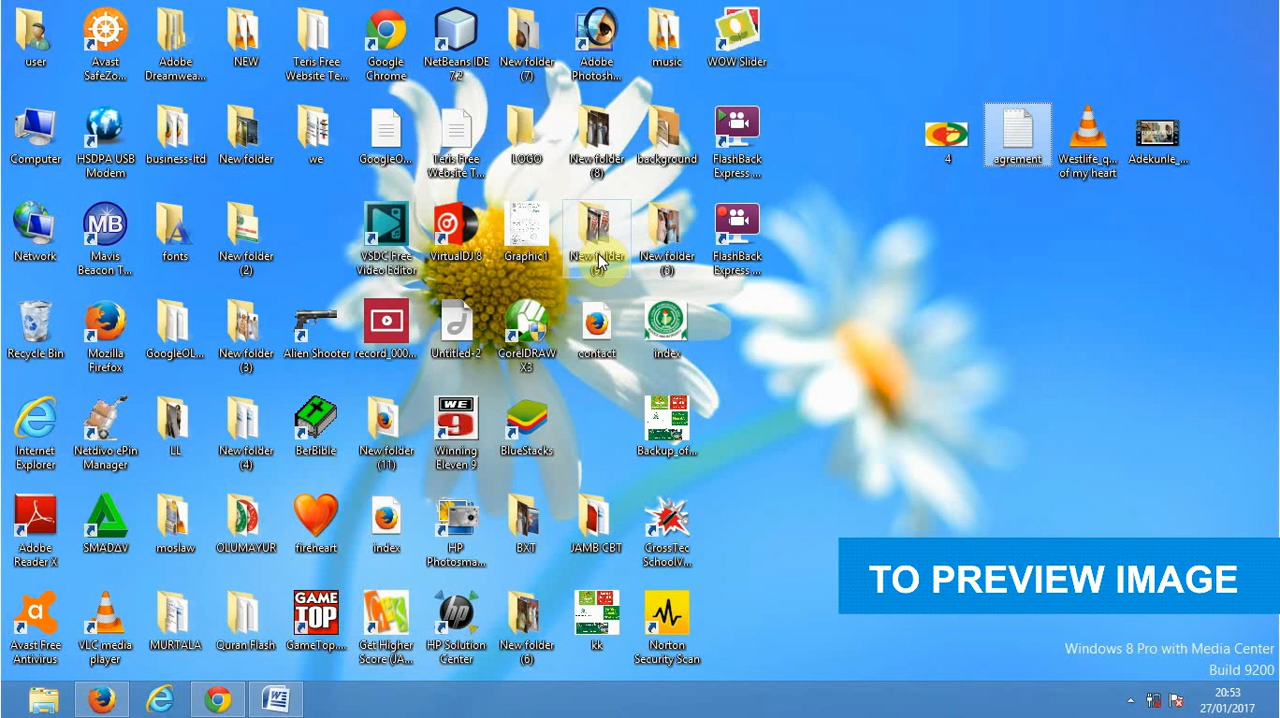 user
Avast
SafeZo...
Adobe
Dreamwea...
NEW
Teris Free
Website Te...
Google
Chrome
NetBeans IDE
7.2
New folder
(7)
Adobe
Photosh...
music
WOW Slider
Computer
HSDPA USB
Modem
business-ltd
New folder
we
GoogleO...
Teris Free
Website T...
LOGO
New folder
(8)
background
FlashBack
Express ...
4
agrement
Westlife_q...
of my heart
Adekunle_...
Network
MB
Mavis
Beacon T...
fonts
New folder
(2)
VSDC Free
Video Editor
VirtualDJ 8
Graphic1
New folder
New folder
FlashBack
Express ...
Recycle Bin
Mozilla
Firefox
GoogleOL...
New folder
(3)
Alien Shooter
record_000...
Untitled-2
CorelDRAW
X3
contact
index
Internet
Explorer
Netdivo ePin
Manager
LL
New folder
(4)
BerBible
New folder
(11)
WE
9
Winning
Eleven 9
BlueStacks
Backup_of...
Adobe
Reader X
SMADΔV
moslaw
OLUMAYUR
fireheart
index
HP
Photosma...
BXT
JAMB CBT
CrossTec
SchoolV...
TO PREVIEW IMAGE
Avast Free
Antivirus
VLC media
player
MURTALA
Quran Flash
GAME
TOP
GameTop....
Get Higher
Score (JA...
HP Solution
Center
New folder
(6)
kk
Norton
Security Scan
Windows 8 Pro with Media Center
Build 9200
20:53
27/01/2017